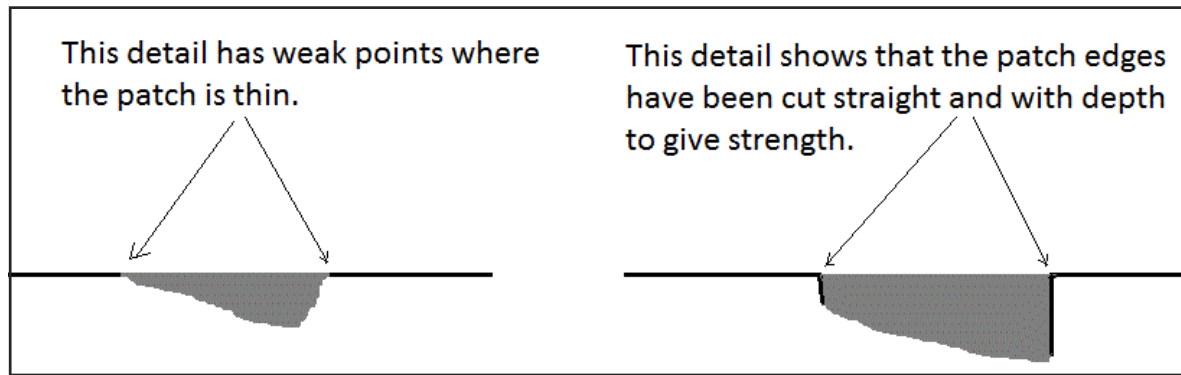 This detail has weak points where
the patch is thin.
This detail shows that the patch edges
have been cut straight and with depth
to give strength.